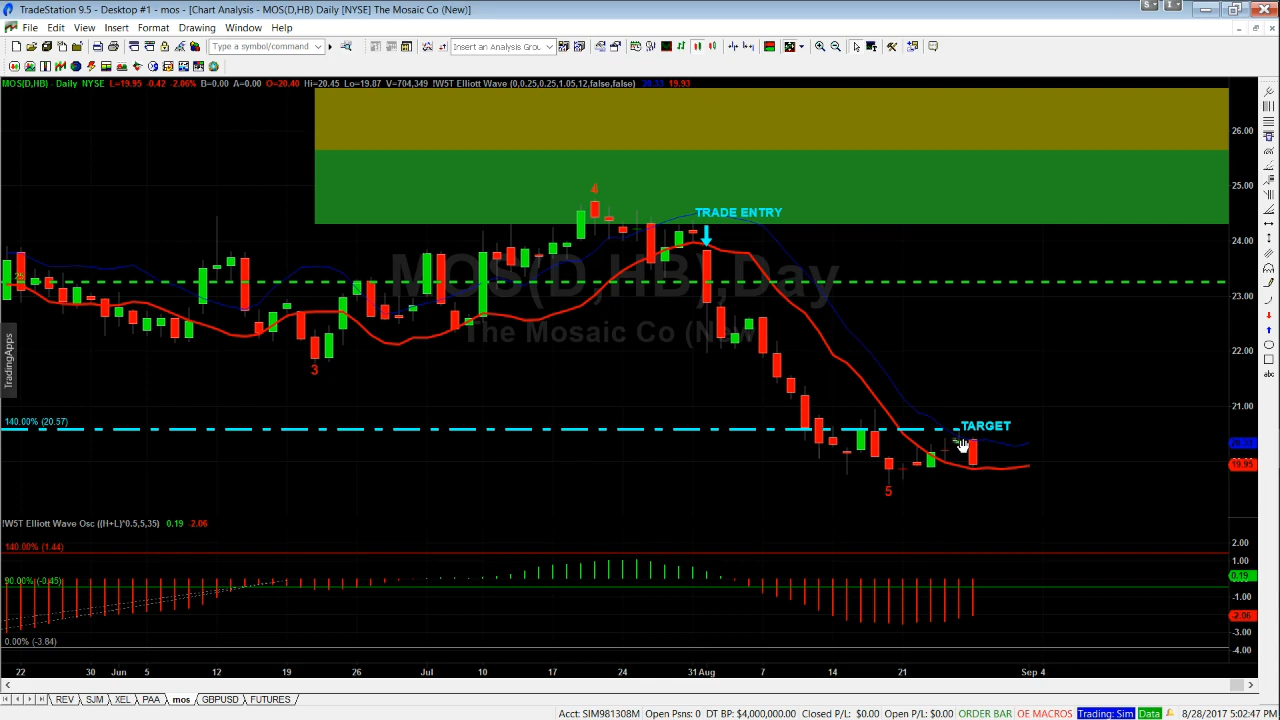 TradeStation 9.5 - Desktop #1 - mos - [Chart Analysis - MOS(D,HB) Daily [NYSE] The Mosaic Co (New)]
File Edit View Insert Format Drawing Window Help
Type a symbol/command
Insert an Analysis Group
MOS(D,HB) - Daily NYSE L=19.95 -0.42 -2.06% B=0.00 A=0.00 O=20.40 Hi=20.45 Lo=19.87 V=704,349 !W5T Elliott Wave (0,0.25,0.25,1.05,12,false,false) 19.93
26.00
25.00
4
TRADE ENTRY
24.00
MOS(D,HB),Day
23.00
The Mosaic Co (New
TradingApps
22.00
3
21.00
140.00% (20.57)
TARGET
19.95
5
!W5T Elliott Wave Osc ((H+L)*0.5,5,35) 0.19 -2.06
140.00% (1.44)
2.00
1.00
90.00% (-0.45)
0.19
-1.00
-2.06
-3.00
0.00% (-3.84)
-4.00
22 30 Jun 5 12 19 26 Jul 10 17 24 31 Aug 7 14 21 Sep 4
REV SJM XEL PAA mos GBPUSD FUTURES
Acct: SIM981308M Open Psns: 0 DT BP: $4,000,000.00 Closed P/L: $0.00 Open P/L: $0.00 ORDER BAR OE MACROS Trading: Sim Data 8/28/2017 5:02:47 PM